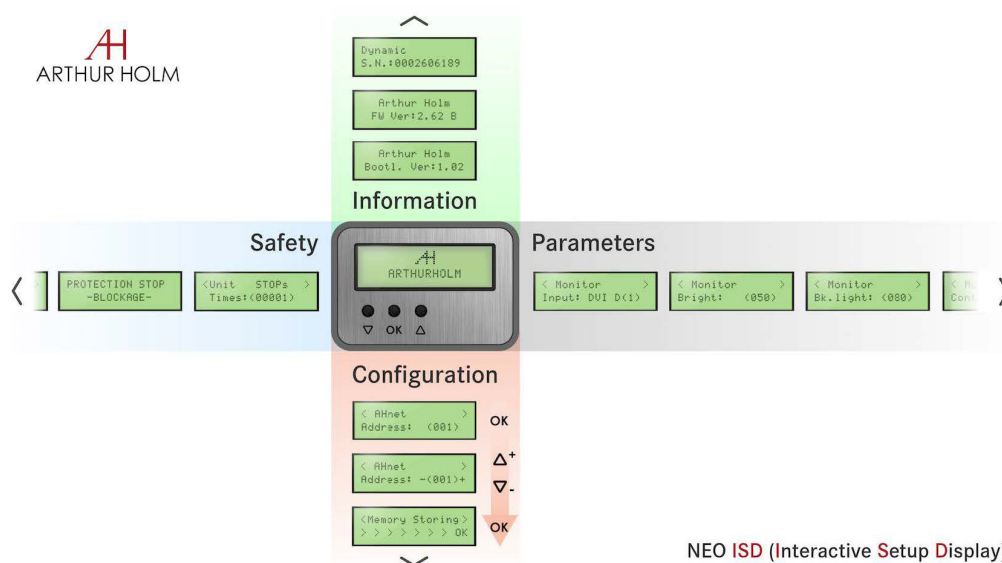 AH
ARTHUR HOLM
Dynamic
S.N.:0002606189
Arthur Holm
FW Ver:2.62 B
Arthur Holm
Bootl. Ver:1.02
Information
Safety
Parameters
PROTECTION STOP
-BLOCKAGE-
<Unit STOPs >
Times:(00001)
AH
ARTHURHOLM
▽ OK △
< Monitor >
Input: DVI D(1)
< Monitor >
Bright: (050)
< Monitor >
Bk.light: (080)
Configuration
< AHnet >
Address: (001)
OK
< AHnet >
Address: -(001)+
△+
▽-
<Memory Storing>
> > > > > > > OK
OK
NEO ISD (Interactive Setup Display)